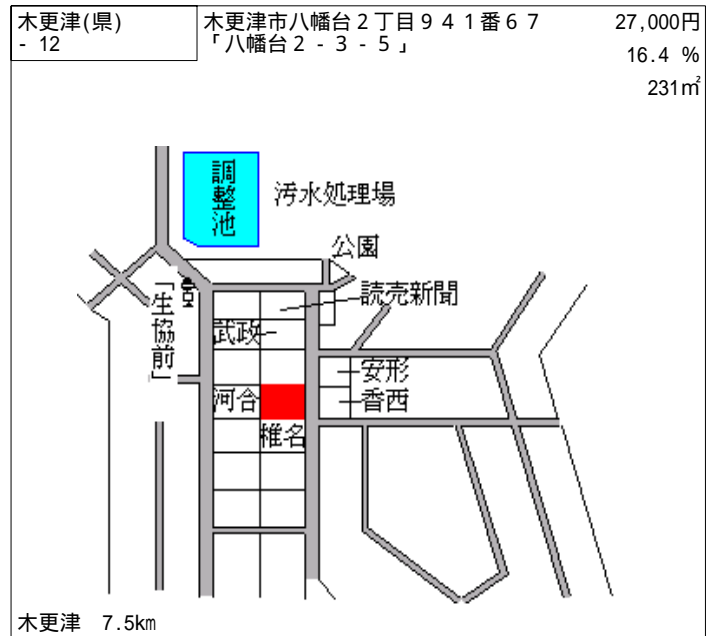 木更津(県)
- 12
木更津市八幡台２丁目９４１番６７
「八幡台２-３-５」
27,000円
16.4 %
231㎡
調整池
汚水処理場
公園
読売新聞
「生協前」
武政
安形
河合
香西
椎名
木更津 7.5km